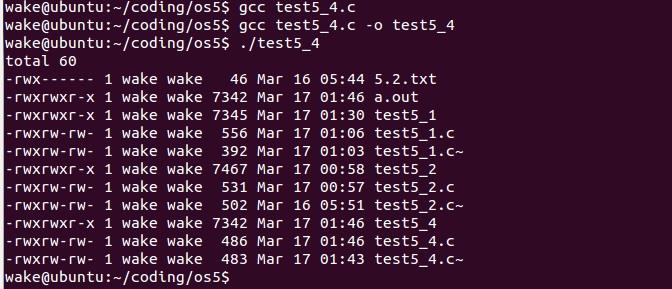 wake@ubuntu:~/coding/os5$ gcc test5_4.c
wake@ubuntu:~/coding/os5$ gcc test5_4.c -o test5_4
wake@ubuntu:~/coding/os5$ ./test5_4
total 60
-rwx------ 1 wake wake   46 Mar 16 05:44 5.2.txt
-rwxrwxr-x 1 wake wake 7342 Mar 17 01:46 a.out
-rwxrwxr-x 1 wake wake 7345 Mar 17 01:30 test5_1
-rwxrw-rw- 1 wake wake  556 Mar 17 01:06 test5_1.c
-rwxrw-rw- 1 wake wake  392 Mar 17 01:03 test5_1.c~
-rwxrwxr-x 1 wake wake 7467 Mar 17 00:58 test5_2
-rwxrw-rw- 1 wake wake  531 Mar 17 00:57 test5_2.c
-rwxrw-rw- 1 wake wake  502 Mar 16 05:51 test5_2.c~
-rwxrwxr-x 1 wake wake 7342 Mar 17 01:46 test5_4
-rwxrw-rw- 1 wake wake  486 Mar 17 01:46 test5_4.c
-rwxrw-rw- 1 wake wake  483 Mar 17 01:43 test5_4.c~
wake@ubuntu:~/coding/os5$